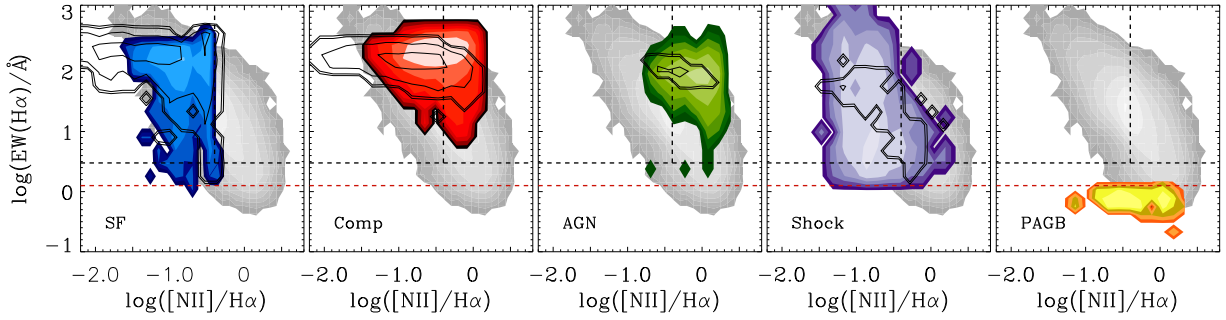 log(EW(Hα)/Å)
3
2
1
0
−1
SF
Comp
AGN
Shock
PAGB
−2.0 −1.0 0 −2.0 −1.0 0 −2.0 −1.0 0 −2.0 −1.0 0 −2.0 −1.0 0
log([NII]/Hα) log([NII]/Hα) log([NII]/Hα) log([NII]/Hα) log([NII]/Hα)